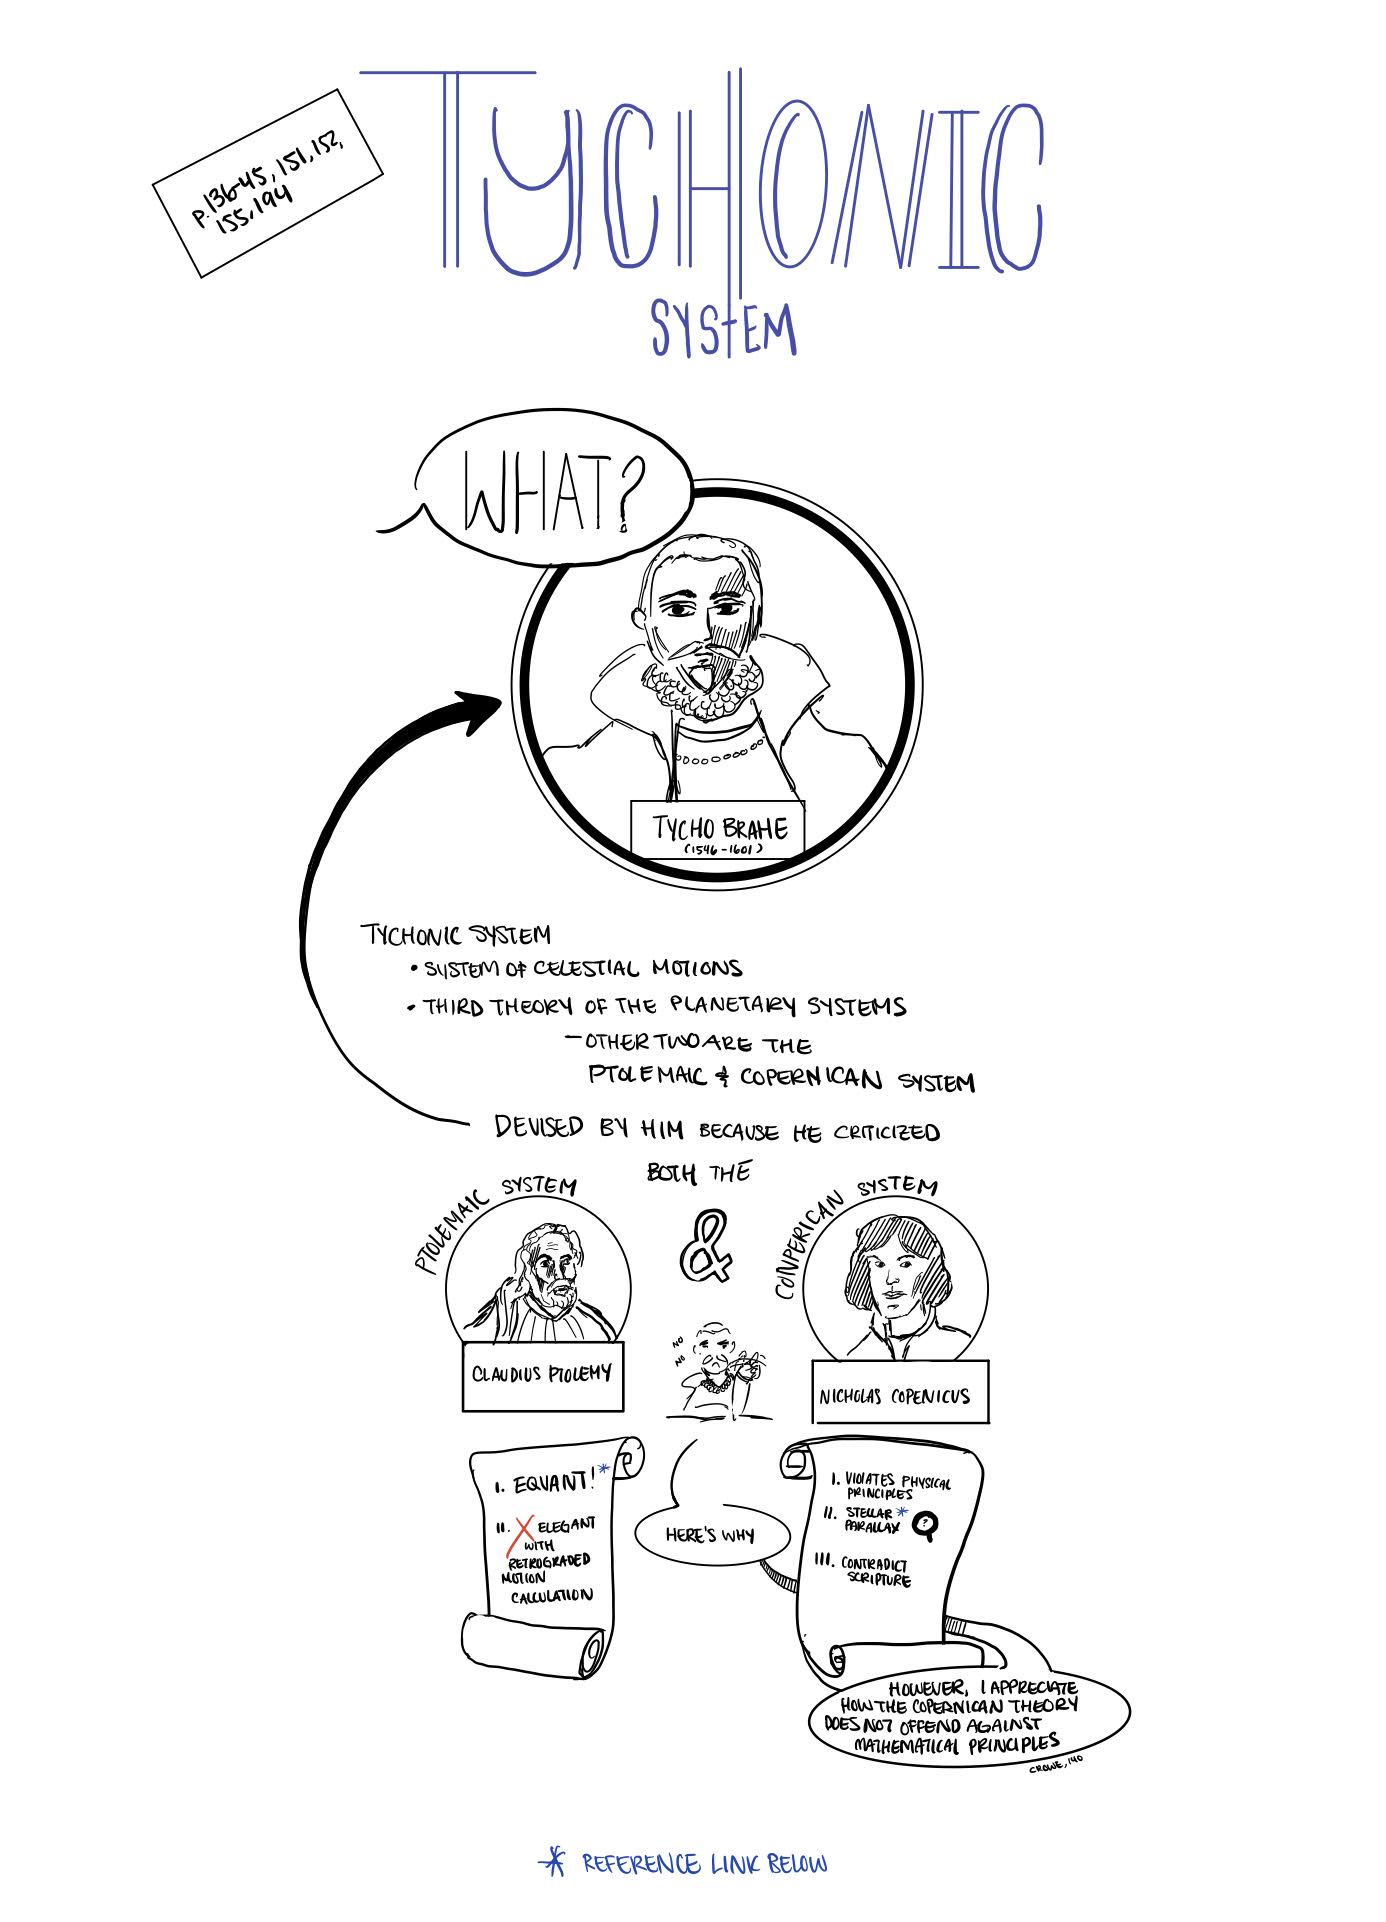 TYCHONIC
SYSTEM
P.136-45, 151, 152,
155, 194
WHAT?
TYCHO BRAHE
(1546-1601)
TYCHONIC SYSTEM
• SYSTEM OF CELESTIAL MOTIONS
• THIRD THEORY OF THE PLANETARY SYSTEMS
- OTHER TWO ARE THE
PTOLEMAIC & COPERNICAN SYSTEM
DEVISED BY HIM BECAUSE HE CRITICIZED
BOTH THE
PTOLEMAIC SYSTEM
&
CONPERICAN SYSTEM
CLAUDIUS PTOLEMY
NO
NO
NICHOLAS COPENICUS
I. EQUANT!*
II. X ELEGANT
WITH
RETROGRADED
MOTION
CALCULATION
HERE'S WHY
I. VIOLATES PHYSICAL
PRINCIPLES
II. STELLAR *
PARALLAX ?
III. CONTRADICT
SCRIPTURE
HOWEVER, I APPRECIATE
HOW THE COPERNICAN THEORY
DOES NOT OFFEND AGAINST
MATHEMATICAL PRINCIPLES
CROWE, 140
* REFERENCE LINK BELOW